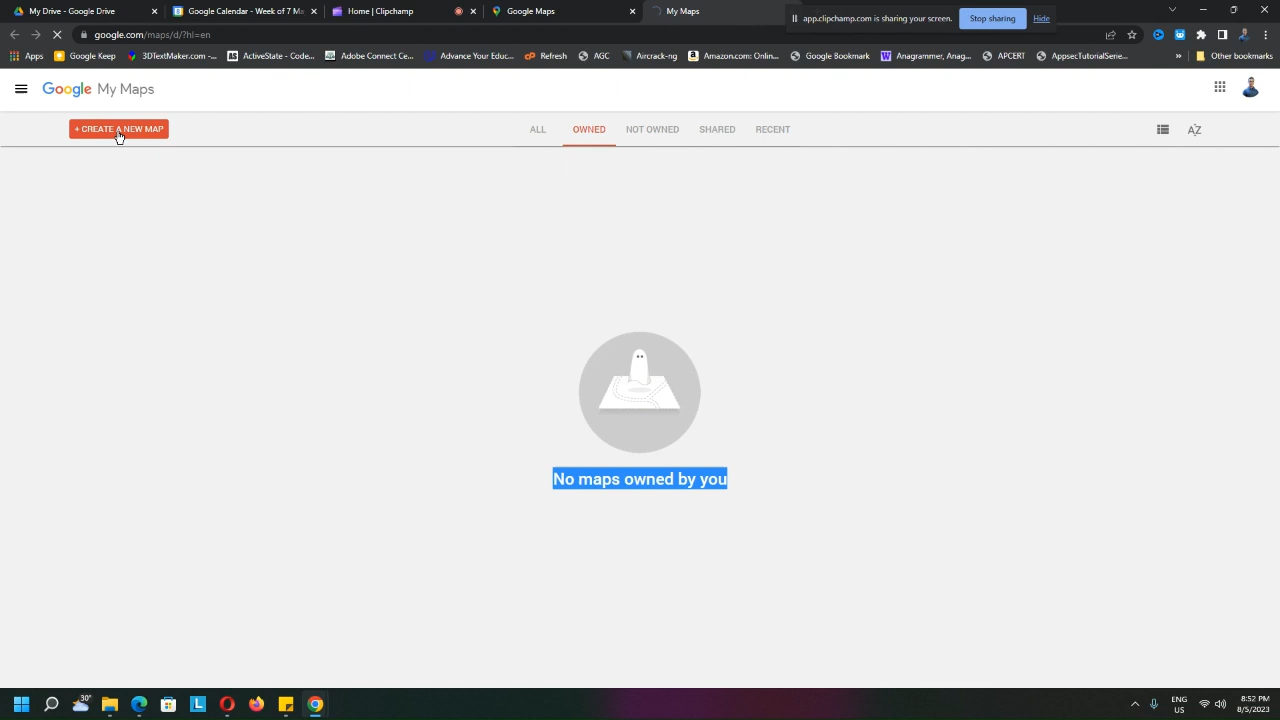 My Drive - Google Drive
Google Calendar - Week of 7 Ma
Home | Clipchamp
Google Maps
My Maps
app.clipchamp.com is sharing your screen.
Stop sharing
Hide
google.com/maps/d/?hl=en
Apps
Google Keep
3DTextMaker.com -...
ActiveState - Code...
Adobe Connect Ce...
Advance Your Educ...
Refresh
AGC
Aircrack-ng
Amazon.com: Onlin...
Google Bookmark
Anagrammer, Anag...
APCERT
AppsecTutorialSerie...
»
Other bookmarks
Google My Maps
+ CREATE A NEW MAP
ALL
OWNED
NOT OWNED
SHARED
RECENT
AZ
No maps owned by you
30°
ENG
US
8:52 PM
8/5/2023